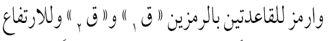 وارمز للقاعدتين بالرمزين « ق ١ » و« ق ٢ » وللارتفاع